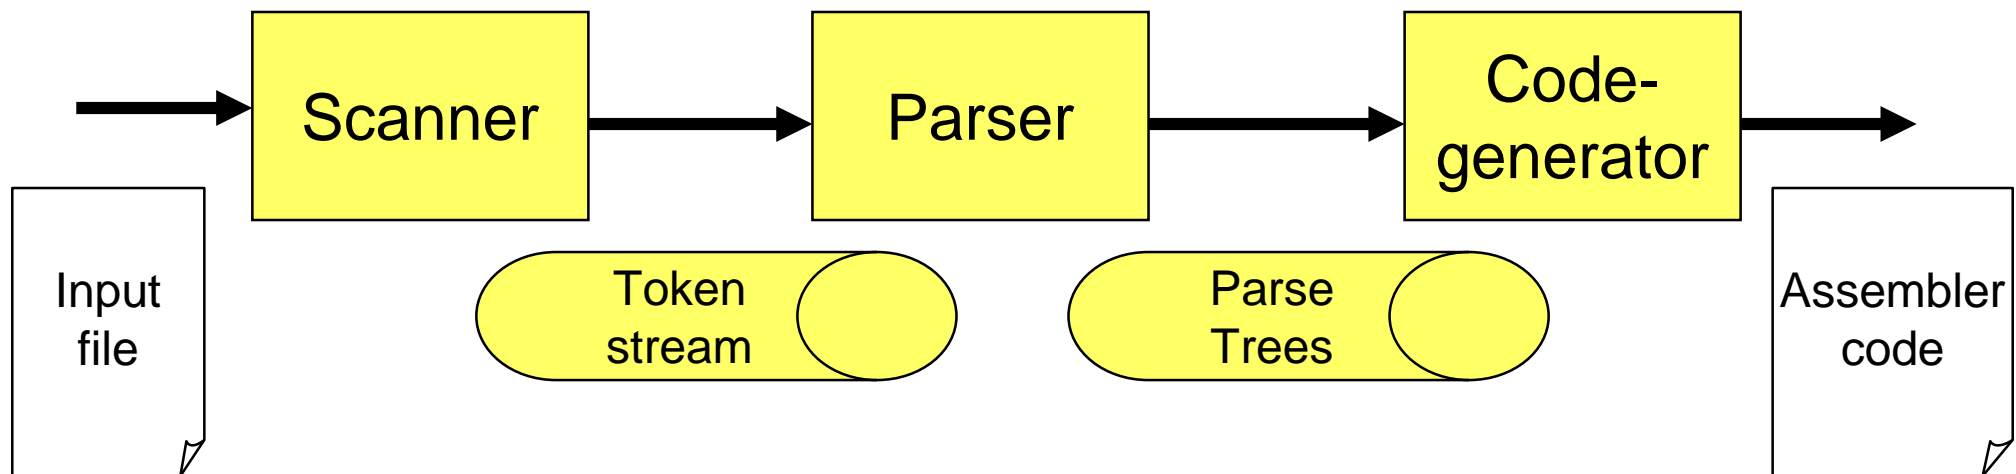 Scanner
Parser
Code-
generator
Input
file
Token
stream
Parse
Trees
Assembler
code